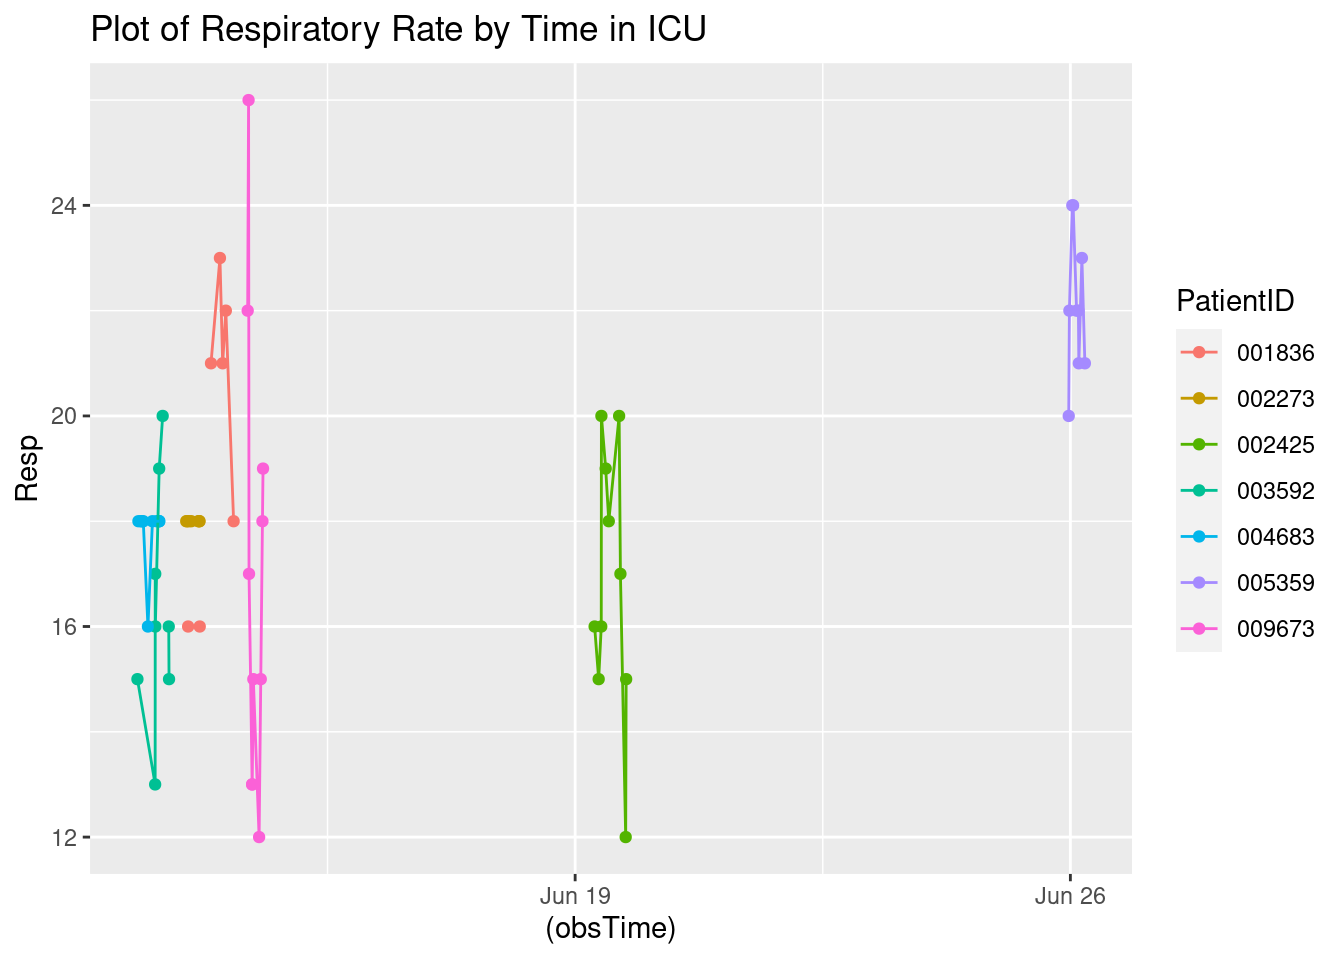 Plot of Respiratory Rate by Time in ICU
24
20
16
12
Resp
Jun 19
Jun 26
(obsTime)
PatientID
001836
002273
002425
003592
004683
005359
009673